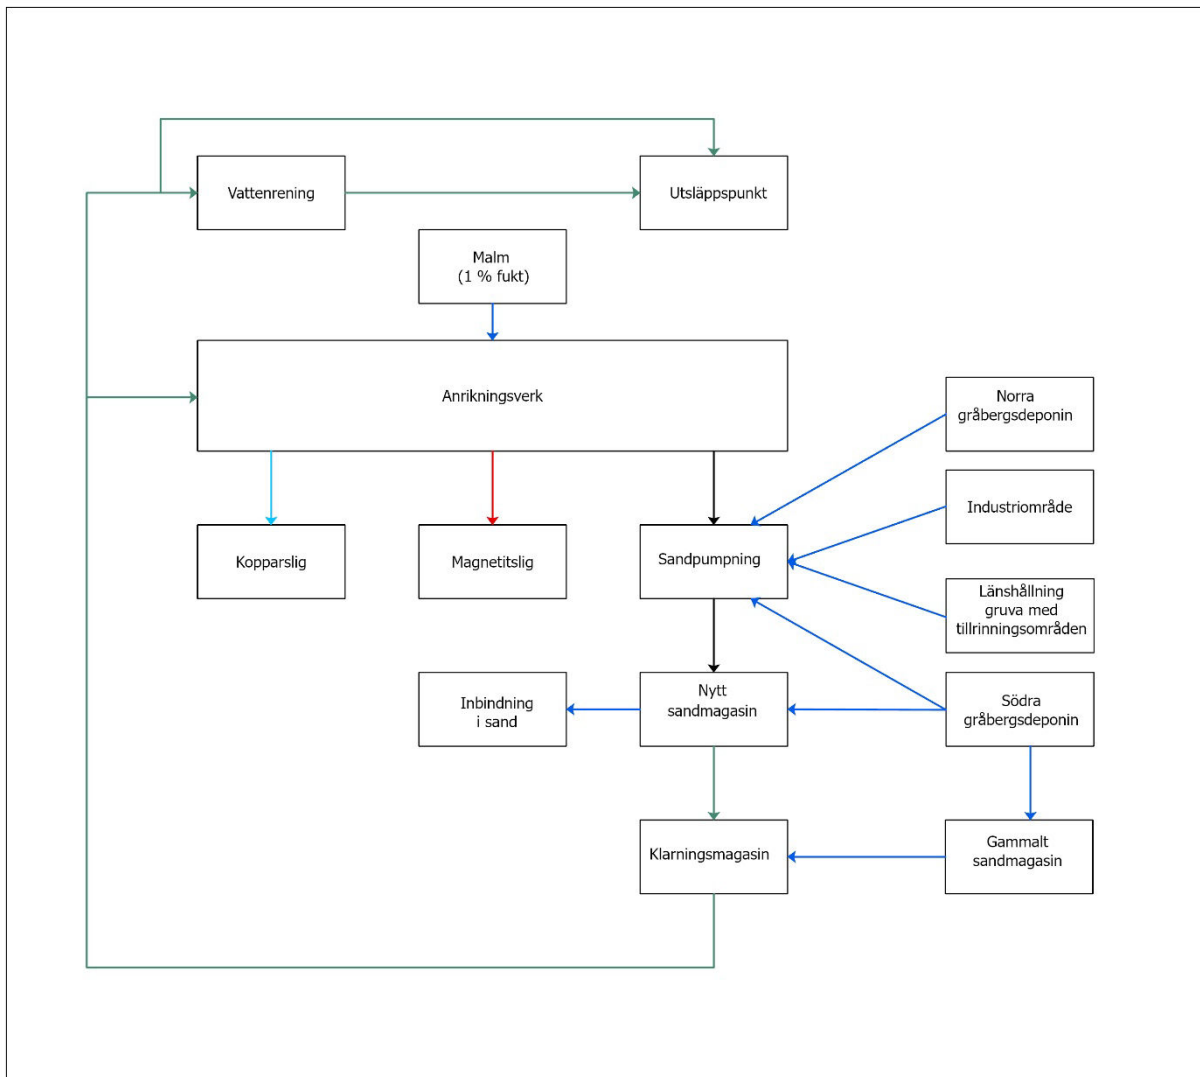 Vattenrening
Utsläppspunkt
Malm
(1 % fukt)
Anrikningsverk
Norra
gråbergsdeponin
Industriområde
Kopparslig
Magnetitslig
Sandpumpning
Länshållning
gruva med
tillrinningsområden
Inbindning
i sand
Nytt
sandmagasin
Södra
gråbergsdeponin
Klarningsmagasin
Gammalt
sandmagasin